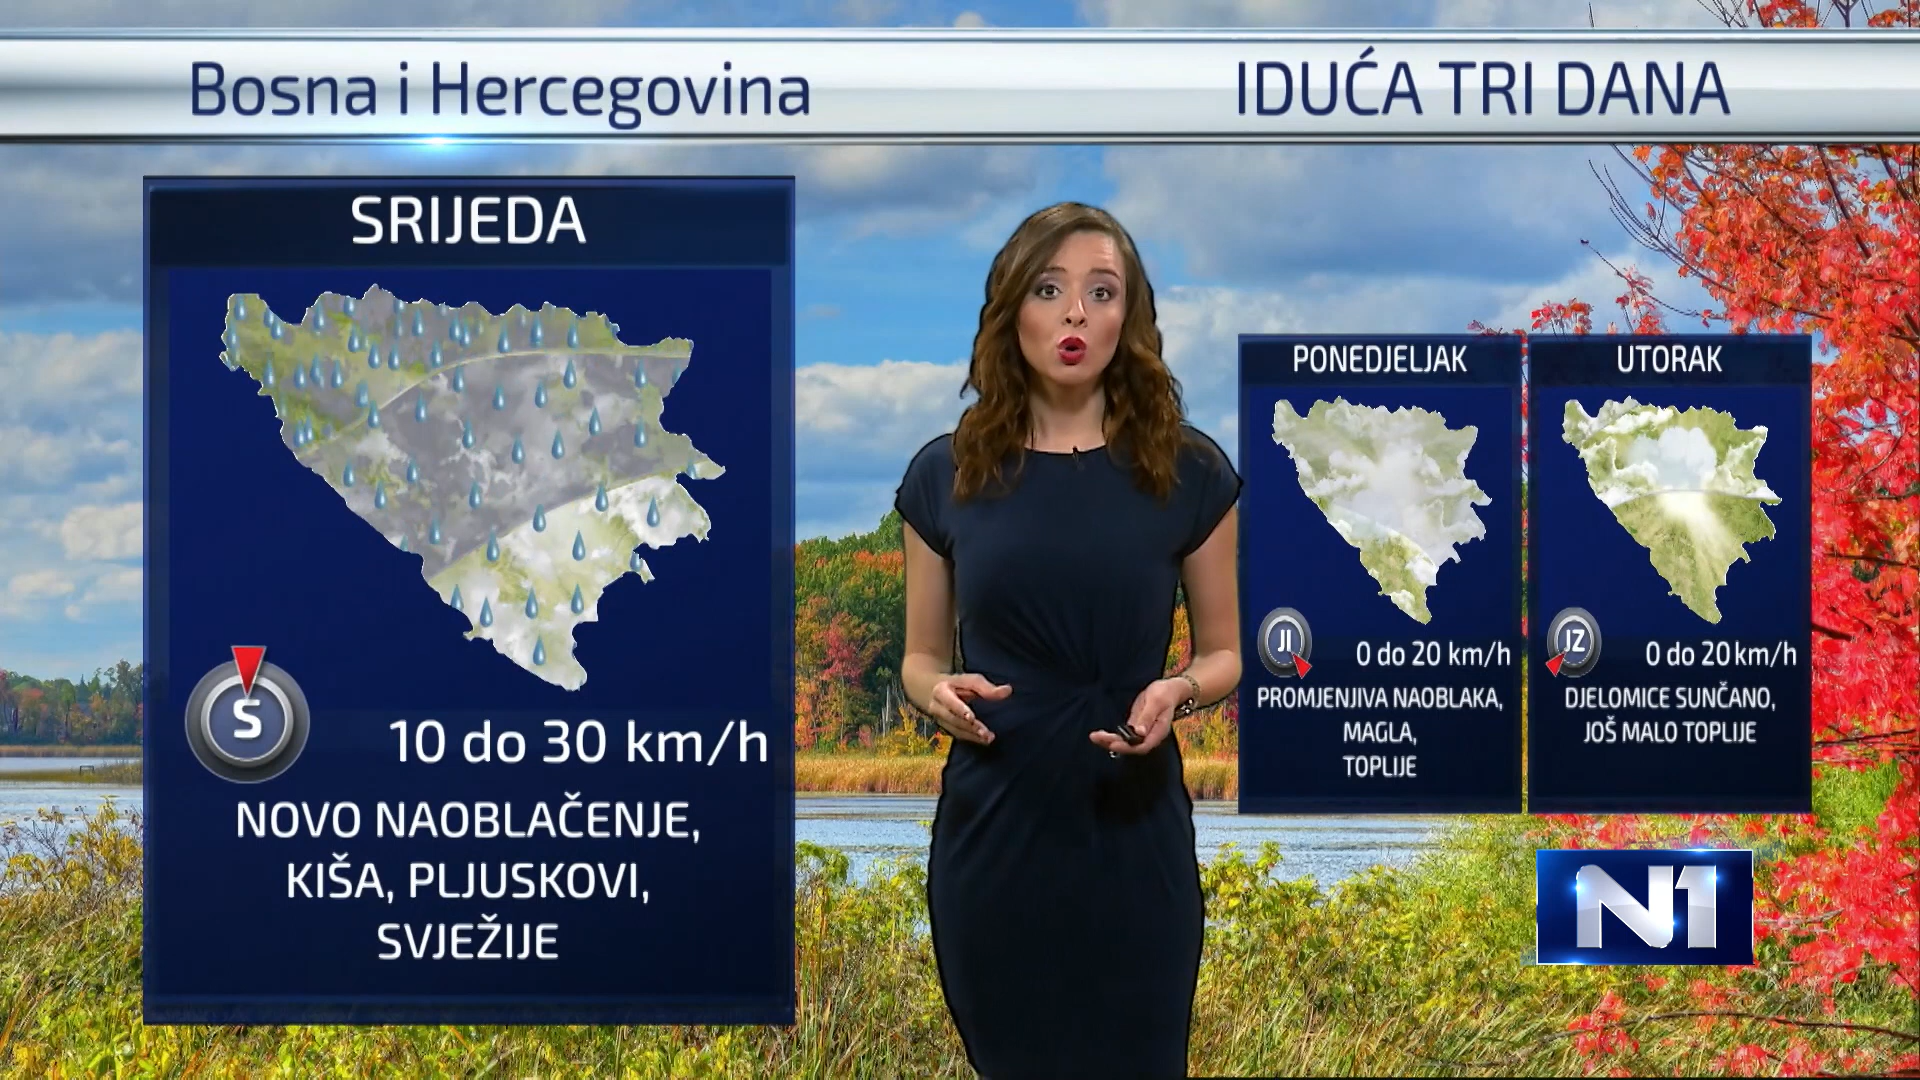 Bosna i Hercegovina
IDUĆA TRI DANA
SRIJEDA
S
10 do 30 km/h
NOVO NAOBLAČENJE,
KIŠA, PLJUSKOVI,
SVJEŽIJE
PONEDJELJAK
JI
0 do 20 km/h
PROMJENJIVA NAOBLAKA,
MAGLA,
TOPLIJE
UTORAK
JZ
0 do 20 km/h
DJELOMICE SUNČANO,
JOŠ MALO TOPLIJE
N1